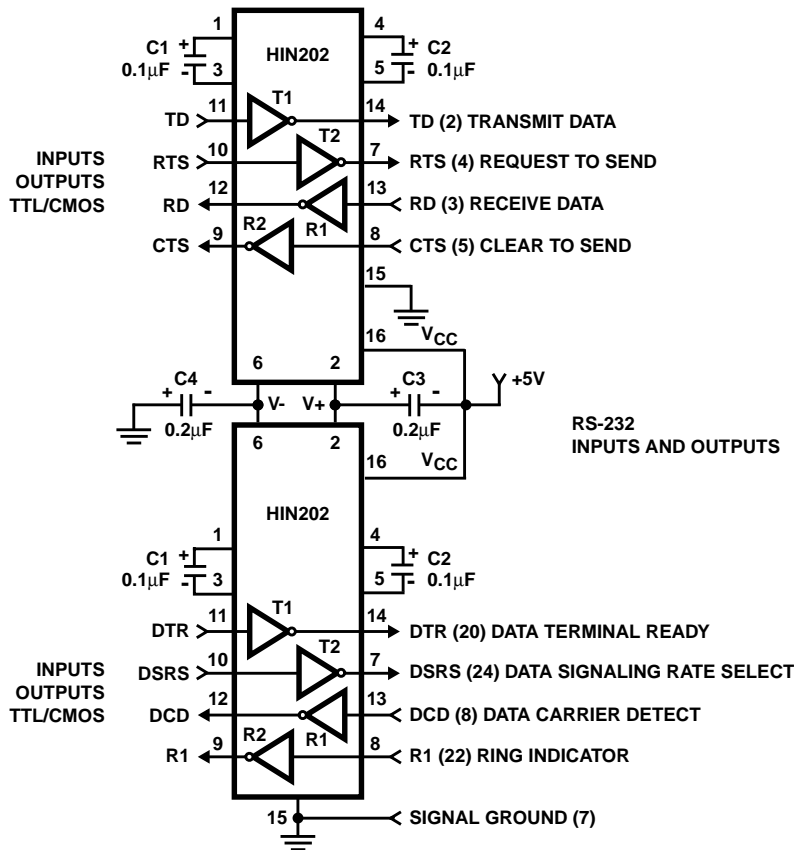 1 HIN202 4
C1 + + C2
0.1μF - 3 5 - 0.1μF
T1
TD 11 14 TD (2) TRANSMIT DATA
T2
INPUTS
OUTPUTS
TTL/CMOS
RTS 10 7 RTS (4) REQUEST TO SEND
RD 12 13 RD (3) RECEIVE DATA
R2 R1
CTS 9 8 CTS (5) CLEAR TO SEND
15
16 VCC
6 2
C4 C3 +5V
+ - V- V+ + -
0.2μF 0.2μF
RS-232
INPUTS AND OUTPUTS
6 2
16 VCC
HIN202
1 4
C1 + + C2
0.1μF - 3 5 - 0.1μF
T1
DTR 11 14 DTR (20) DATA TERMINAL READY
T2
INPUTS
OUTPUTS
TTL/CMOS
DSRS 10 7 DSRS (24) DATA SIGNALING RATE SELECT
DCD 12 13 DCD (8) DATA CARRIER DETECT
R2 R1
R1 9 8 R1 (22) RING INDICATOR
15 SIGNAL GROUND (7)